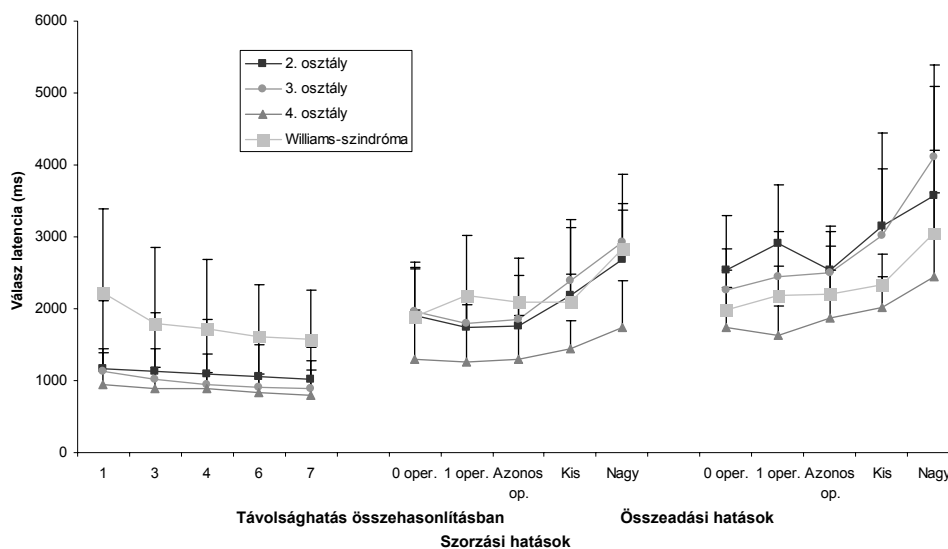 6000
5000
4000
3000
2000
1000
0
Válasz latencia (ms)
2. osztály
3. osztály
4. osztály
Williams-szindróma
1 3 4 6 7 0 oper. 1 oper. Azonos op. Kis Nagy 0 oper. 1 oper. Azonos op. Kis Nagy
Távolsághatás összehasonlításban Összeadási hatások
Szorzási hatások